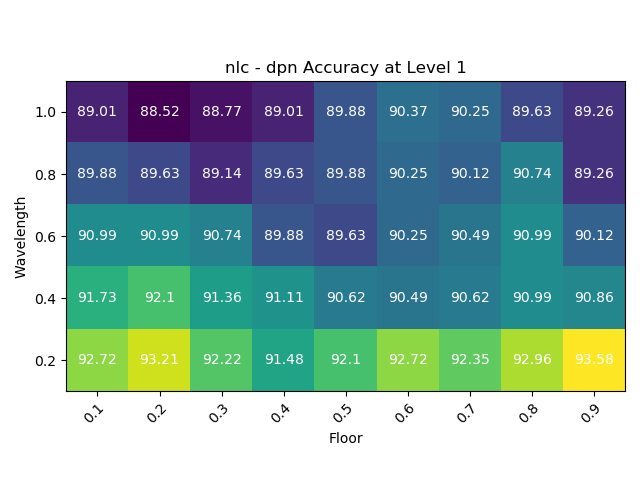 nlc - dpn Accuracy at Level 1
Wavelength
1.0 89.01 88.52 88.77 89.01 89.88 90.37 90.25 89.63 89.26
0.8 89.88 89.63 89.14 89.63 89.88 90.25 90.12 90.74 89.26
0.6 90.99 90.99 90.74 89.88 89.63 90.25 90.49 90.99 90.12
0.4 91.73 92.1 91.36 91.11 90.62 90.49 90.62 90.99 90.86
0.2 92.72 93.21 92.22 91.48 92.1 92.72 92.35 92.96 93.58
0.1 0.2 0.3 0.4 0.5 0.6 0.7 0.8 0.9
Floor